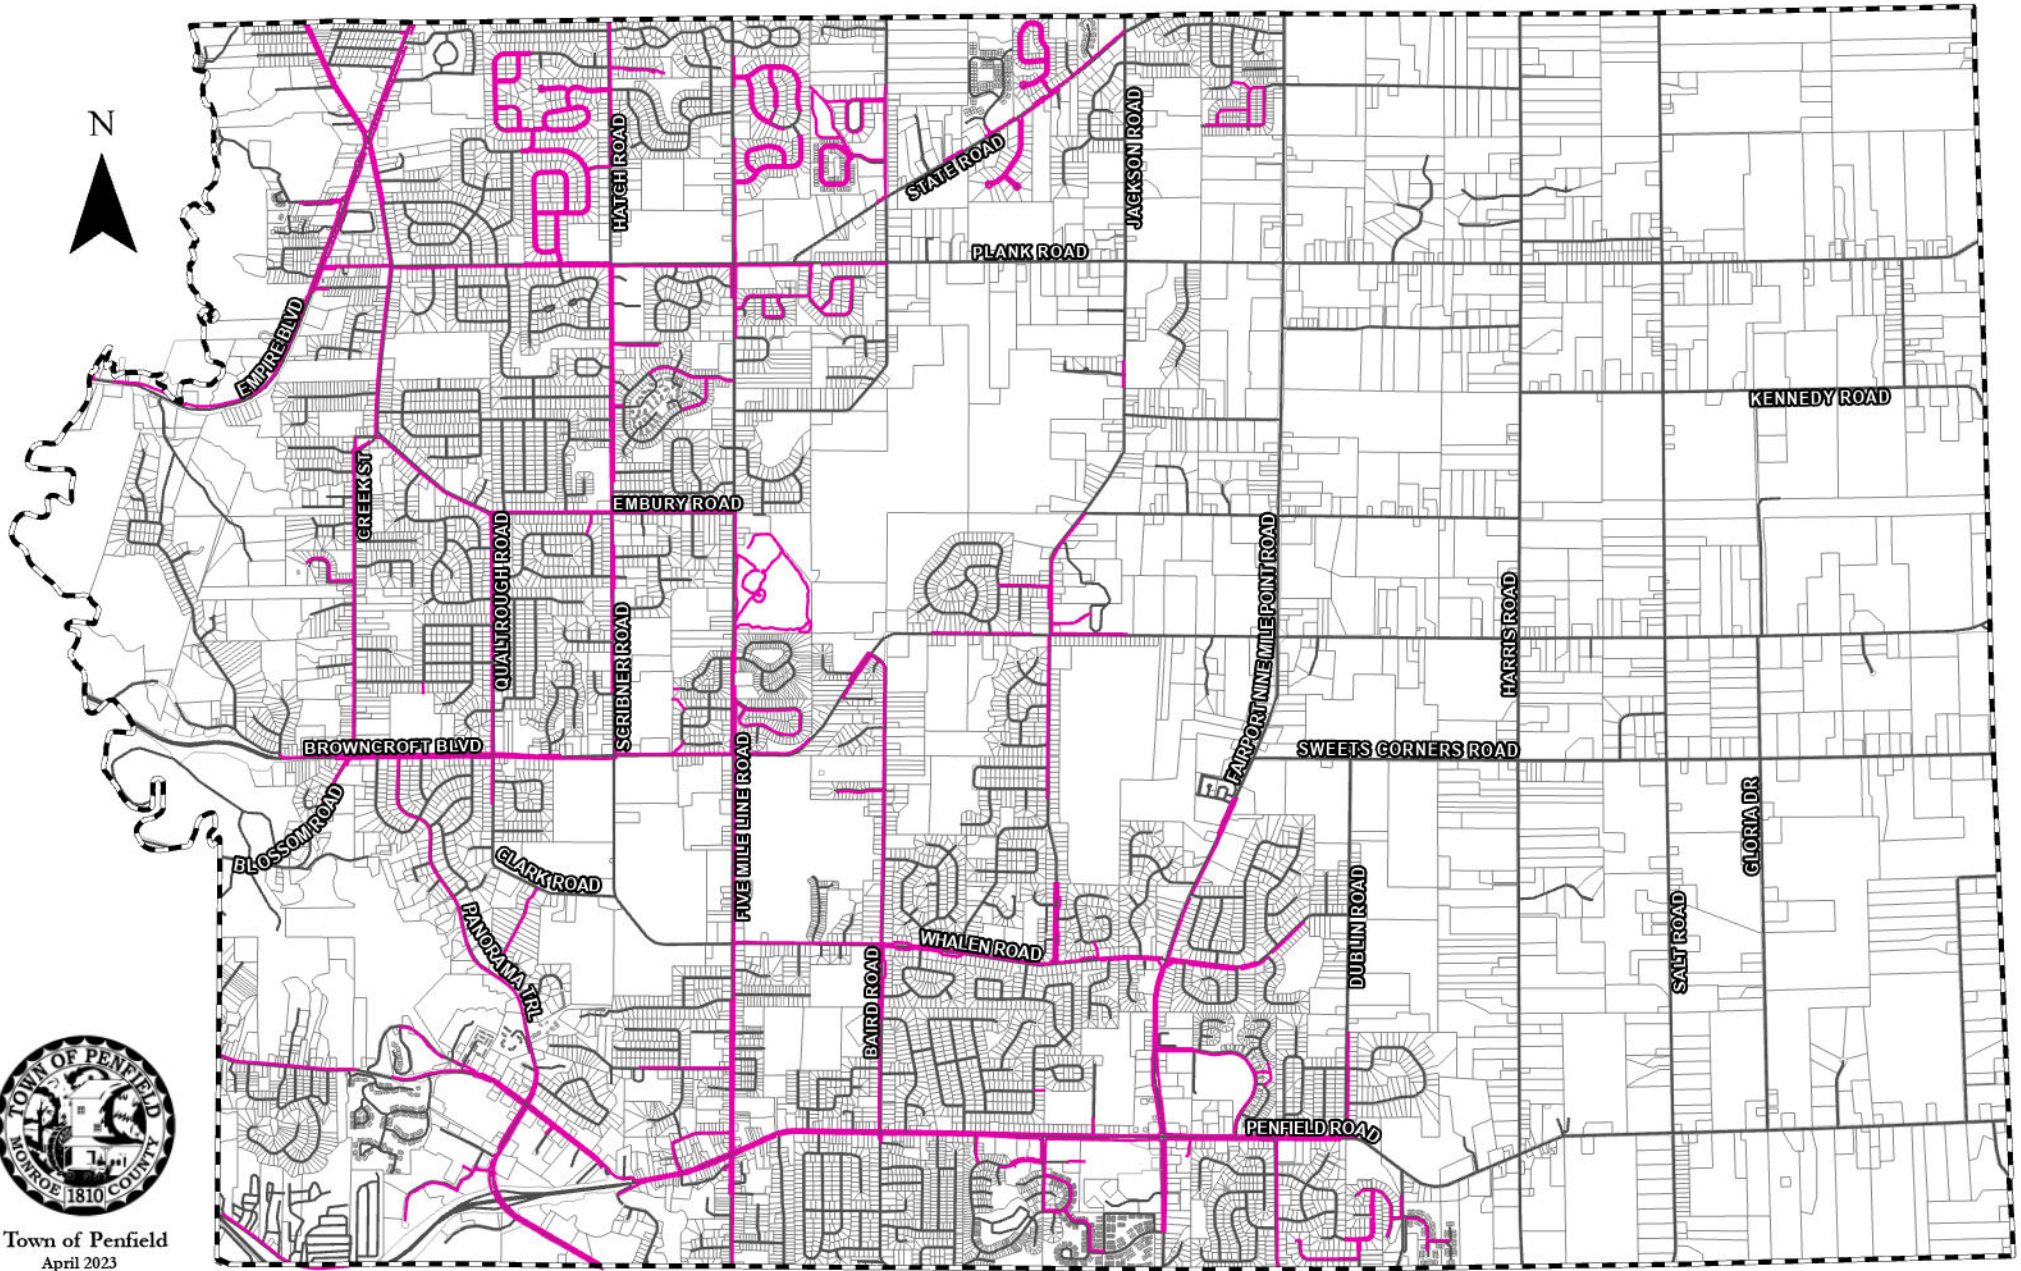 N
HATCH ROAD
JACKSON ROAD
STATE ROAD
PLANK ROAD
EMPIRE BLVD
KENNEDY ROAD
CREEK ST
EMBURY ROAD
QUALTROUGH ROAD
SCRIBNER ROAD
FAIRPORT NINE MILE POINT ROAD
HARRIS ROAD
BROWNCROFT BLVD
SWEETS CORNERS ROAD
FIVE MILE LINE ROAD
BLOSSOM ROAD
GLORIA DR
CLARK ROAD
DUBLIN ROAD
SALT ROAD
PANORAMA TRL
WHALEN ROAD
BAIRD ROAD
PENFIELD ROAD
TOWN OF PENFIELD
MONROE 1810 COUNTY
Town of Penfield
April 2023